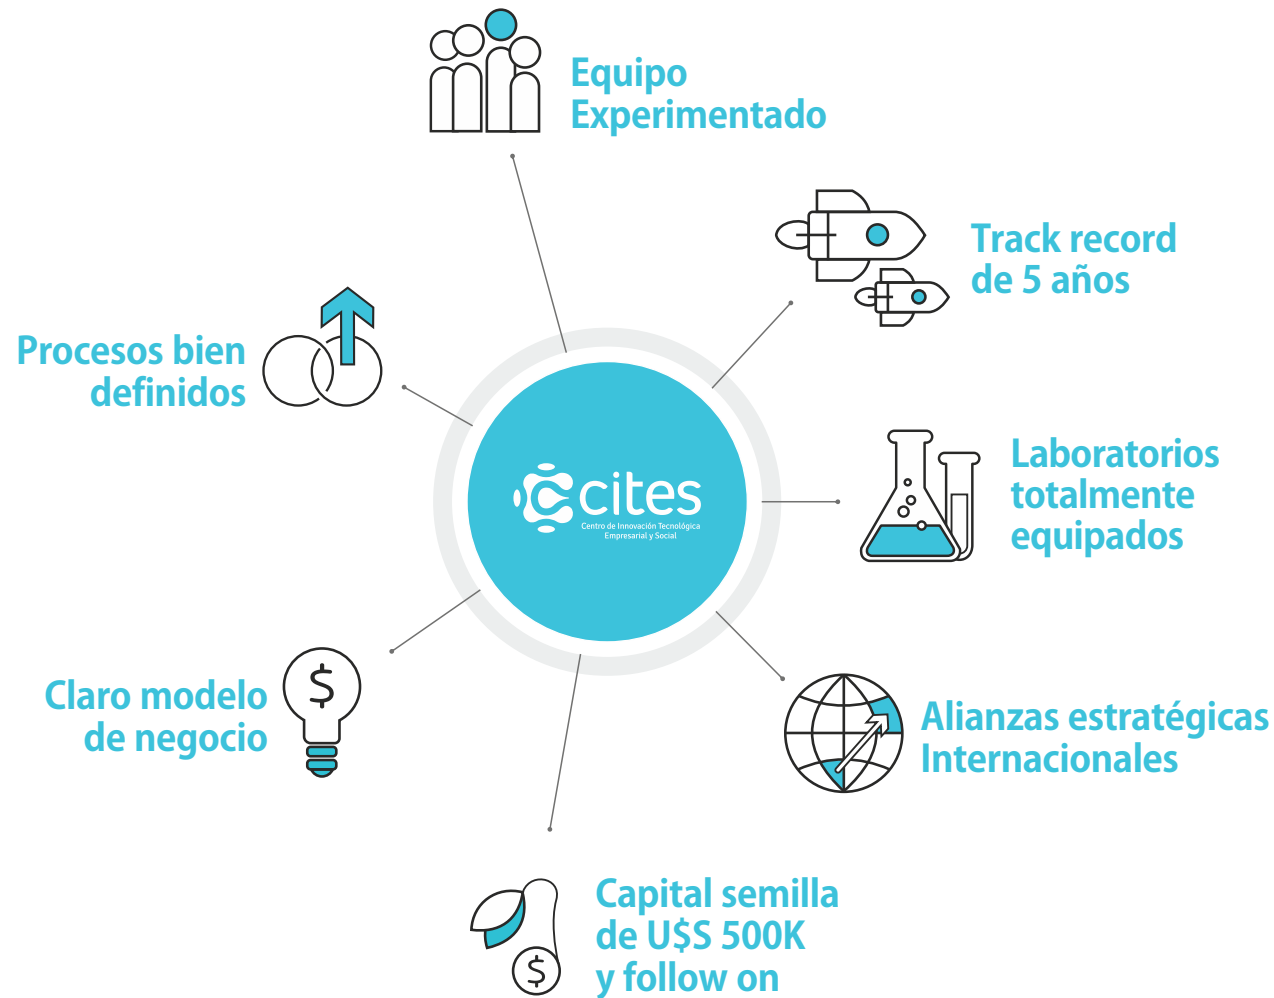 Equipo
Experimentado
Track record
de 5 años
Procesos bien
definidos
Laboratorios
totalmente
equipados
cites
Centro de Innovación Tecnológica
Empresarial y Social
Claro modelo
de negocio
$
Alianzas estratégicas
Internacionales
Capital semilla
de U$S 500K
y follow on
$